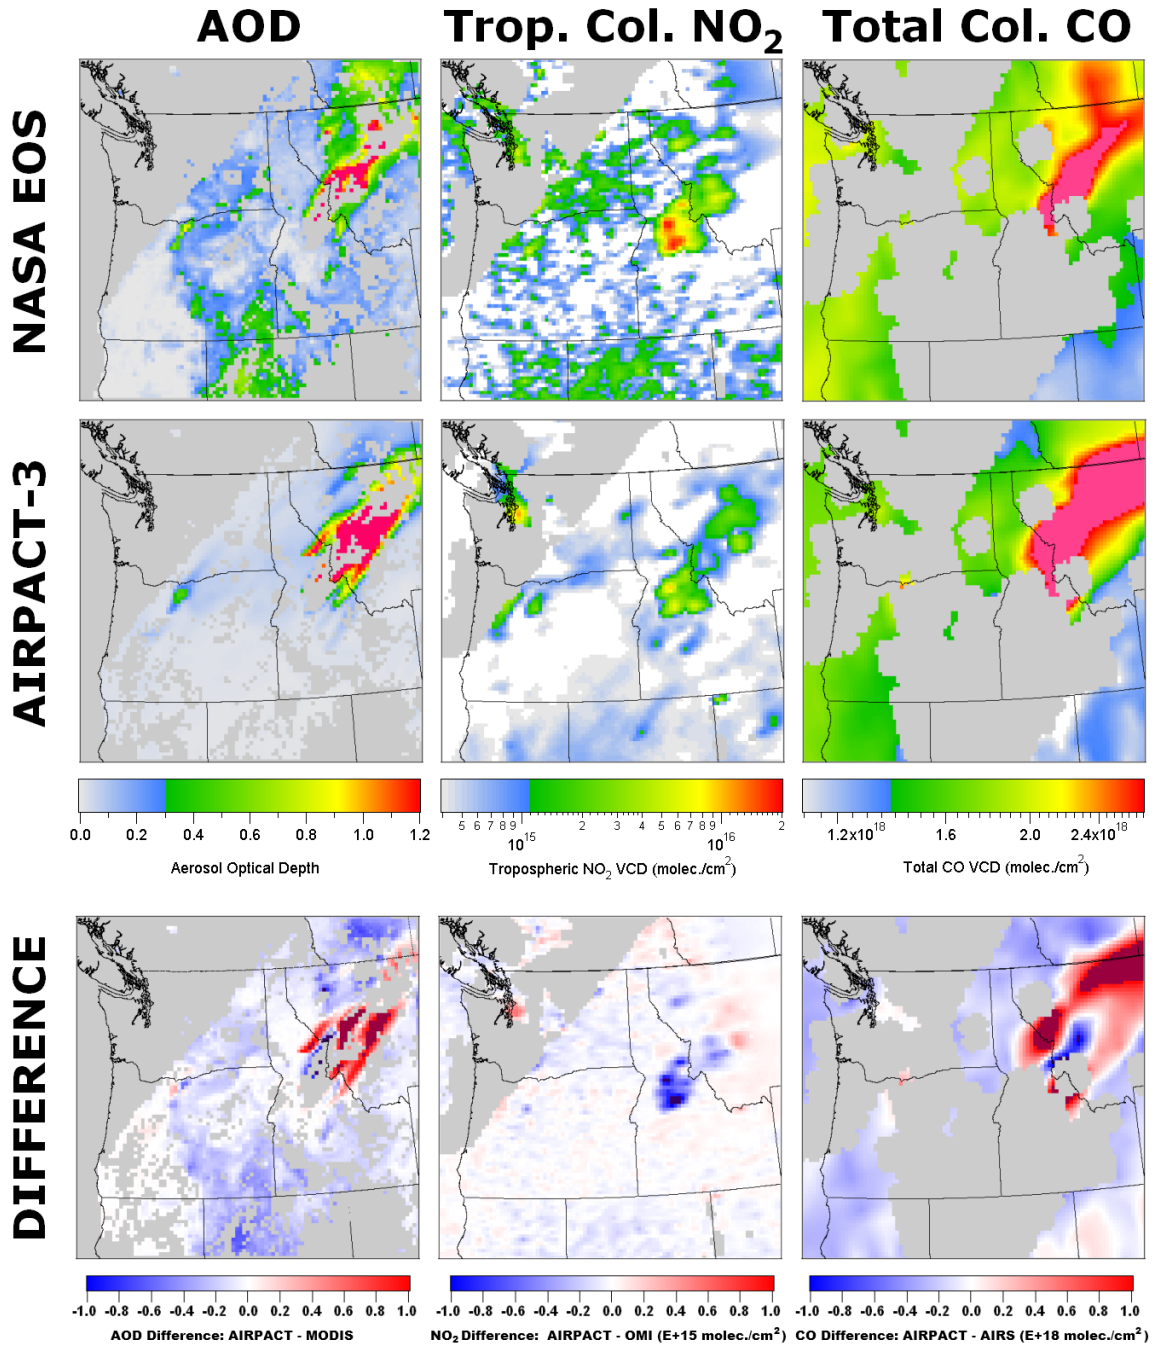 AOD Trop. Col. NO2 Total Col. CO
NASA EOS
AIRPACT-3
0.0 0.2 0.4 0.6 0.8 1.0 1.2
Aerosol Optical Depth
5 6 7 8 9 2 3 4 5 6 7 8 9 2
10^15 10^16
Tropospheric NO2 VCD (molec./cm^2)
1.2x10^18 1.6 2.0 2.4x10^18
Total CO VCD (molec./cm^2)
DIFFERENCE
-1.0 -0.8 -0.6 -0.4 -0.2 0.0 0.2 0.4 0.6 0.8 1.0
AOD Difference: AIRPACT - MODIS
-1.0 -0.8 -0.6 -0.4 -0.2 0.0 0.2 0.4 0.6 0.8 1.0
NO2 Difference: AIRPACT - OMI (E+15 molec./cm^2)
-1.0 -0.8 -0.6 -0.4 -0.2 0.0 0.2 0.4 0.6 0.8 1.0
CO Difference: AIRPACT - AIRS (E+18 molec./cm^2)